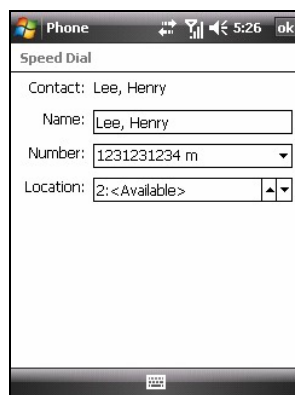 Phone 5:26 ok
Speed Dial
Contact: Lee, Henry
Name: Lee, Henry
Number: 1231231234 m
Location: 2:<Available>